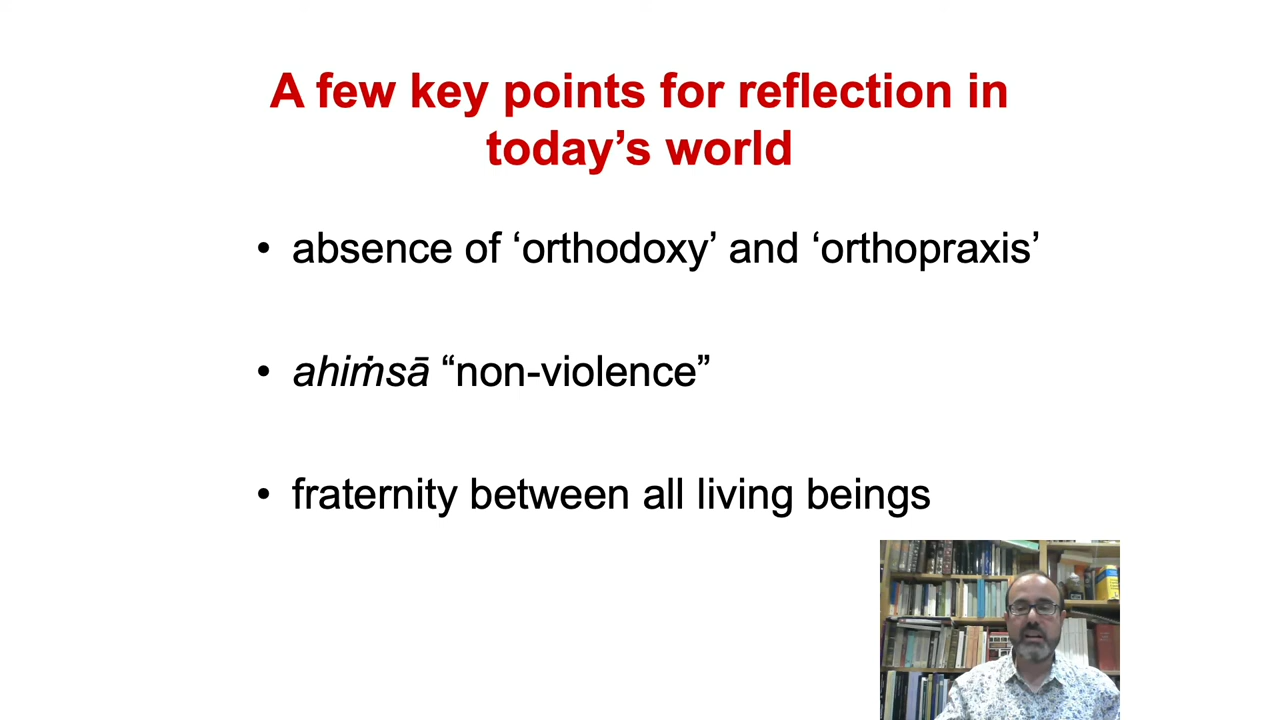 A few key points for reflection in
today’s world
• absence of ‘orthodoxy’ and ‘orthopraxis’
• ahiṁsā “non-violence”
• fraternity between all living beings